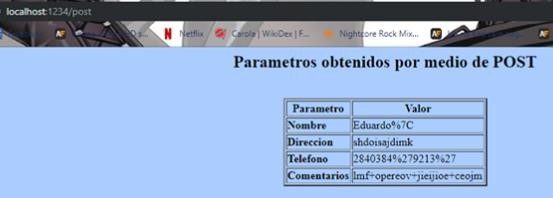 localhost:1234/post
Netflix
Carola | WikiDex | F...
Nightcore Rock Mix...
Parametros obtenidos por medio de POST
Parametro Valor
Nombre Eduardo%7C
Direccion shdoisajdimk
Telefono 2840384%279213%27
Comentarios lmf+opereov+jieijioe+ceojm